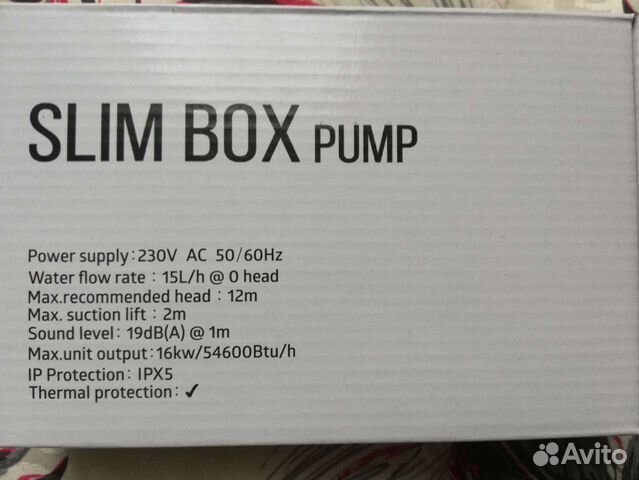 SLIM BOX PUMP
Power supply:230V AC 50/60Hz
Water flow rate : 15L/h @ 0 head
Max.recommended head : 12m
Max. suction lift : 2m
Sound level: 19dB(A) @ 1m
Max.unit output:16kw/54600Btu/h
IP Protection: IPX5
Thermal protection: ✓
Avito